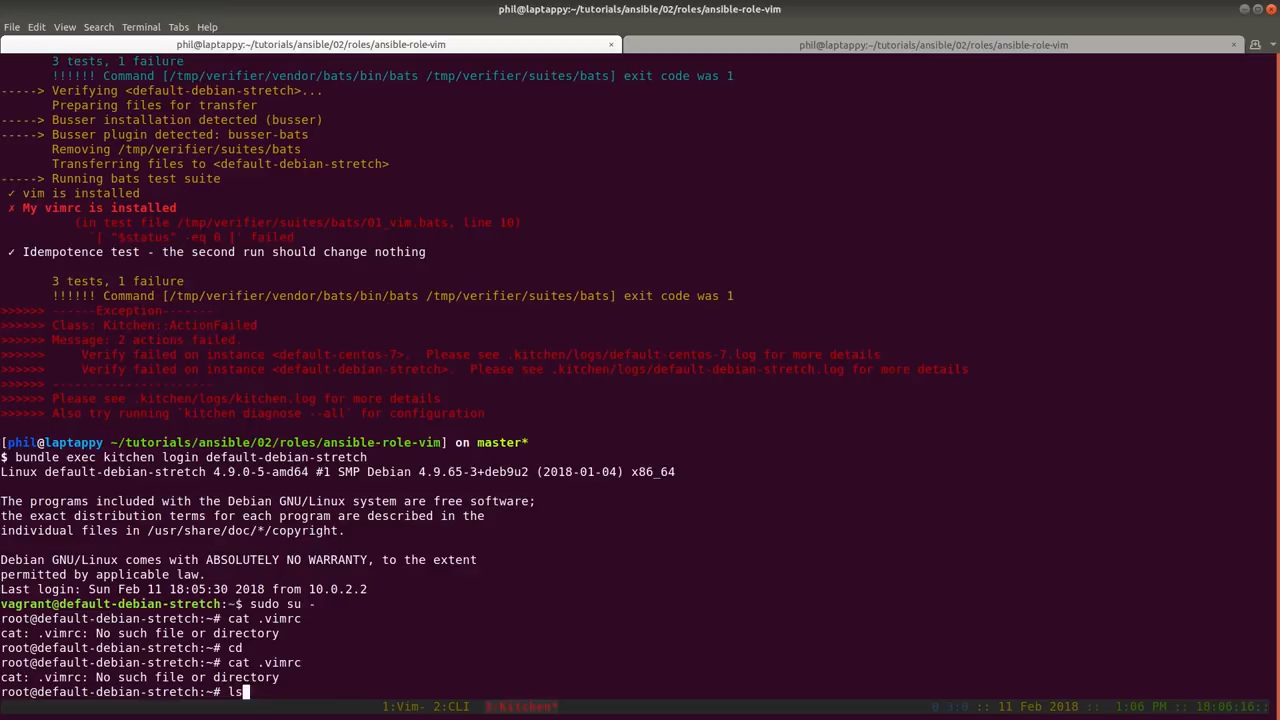 phil@laptappy:~/tutorials/ansible/02/roles/ansible-role-vim
File Edit View Search Terminal Tabs Help
phil@laptappy:~/tutorials/ansible/02/roles/ansible-role-vim × phil@laptappy:~/tutorials/ansible/02/roles/ansible-role-vim ×
3 tests, 1 failure
!!!!!! Command [/tmp/verifier/vendor/bats/bin/bats /tmp/verifier/suites/bats] exit code was 1
-----> Verifying <default-debian-stretch>...
Preparing files for transfer
-----> Busser installation detected (busser)
-----> Busser plugin detected: busser-bats
Removing /tmp/verifier/suites/bats
Transferring files to <default-debian-stretch>
-----> Running bats test suite
✓ vim is installed
✗ My vimrc is installed
(in test file /tmp/verifier/suites/bats/01_vim.bats, line 10)
`[ "$status" -eq 0 ]' failed
✓ Idempotence test - the second run should change nothing
3 tests, 1 failure
!!!!!! Command [/tmp/verifier/vendor/bats/bin/bats /tmp/verifier/suites/bats] exit code was 1
>>>>>> ------Exception-------
>>>>>> Class: Kitchen::ActionFailed
>>>>>> Message: 2 actions failed.
>>>>>>     Verify failed on instance <default-centos-7>.  Please see .kitchen/logs/default-centos-7.log for more details
>>>>>>     Verify failed on instance <default-debian-stretch>.  Please see .kitchen/logs/default-debian-stretch.log for more details
>>>>>> ----------------------
>>>>>> Please see .kitchen/logs/kitchen.log for more details
>>>>>> Also try running `kitchen diagnose --all` for configuration
[phil@laptappy ~/tutorials/ansible/02/roles/ansible-role-vim] on master*
$ bundle exec kitchen login default-debian-stretch
Linux default-debian-stretch 4.9.0-5-amd64 #1 SMP Debian 4.9.65-3+deb9u2 (2018-01-04) x86_64
The programs included with the Debian GNU/Linux system are free software;
the exact distribution terms for each program are described in the
individual files in /usr/share/doc/*/copyright.
Debian GNU/Linux comes with ABSOLUTELY NO WARRANTY, to the extent
permitted by applicable law.
Last login: Sun Feb 11 18:05:30 2018 from 10.0.2.2
vagrant@default-debian-stretch:~$ sudo su -
root@default-debian-stretch:~# cat .vimrc
cat: .vimrc: No such file or directory
root@default-debian-stretch:~# cd
root@default-debian-stretch:~# cat .vimrc
cat: .vimrc: No such file or directory
root@default-debian-stretch:~# ls
1:Vim- 2:CLI 3:Kitchen* 0 3:0 :: 11 Feb 2018 :: 1:06 PM :: 18:06:16::